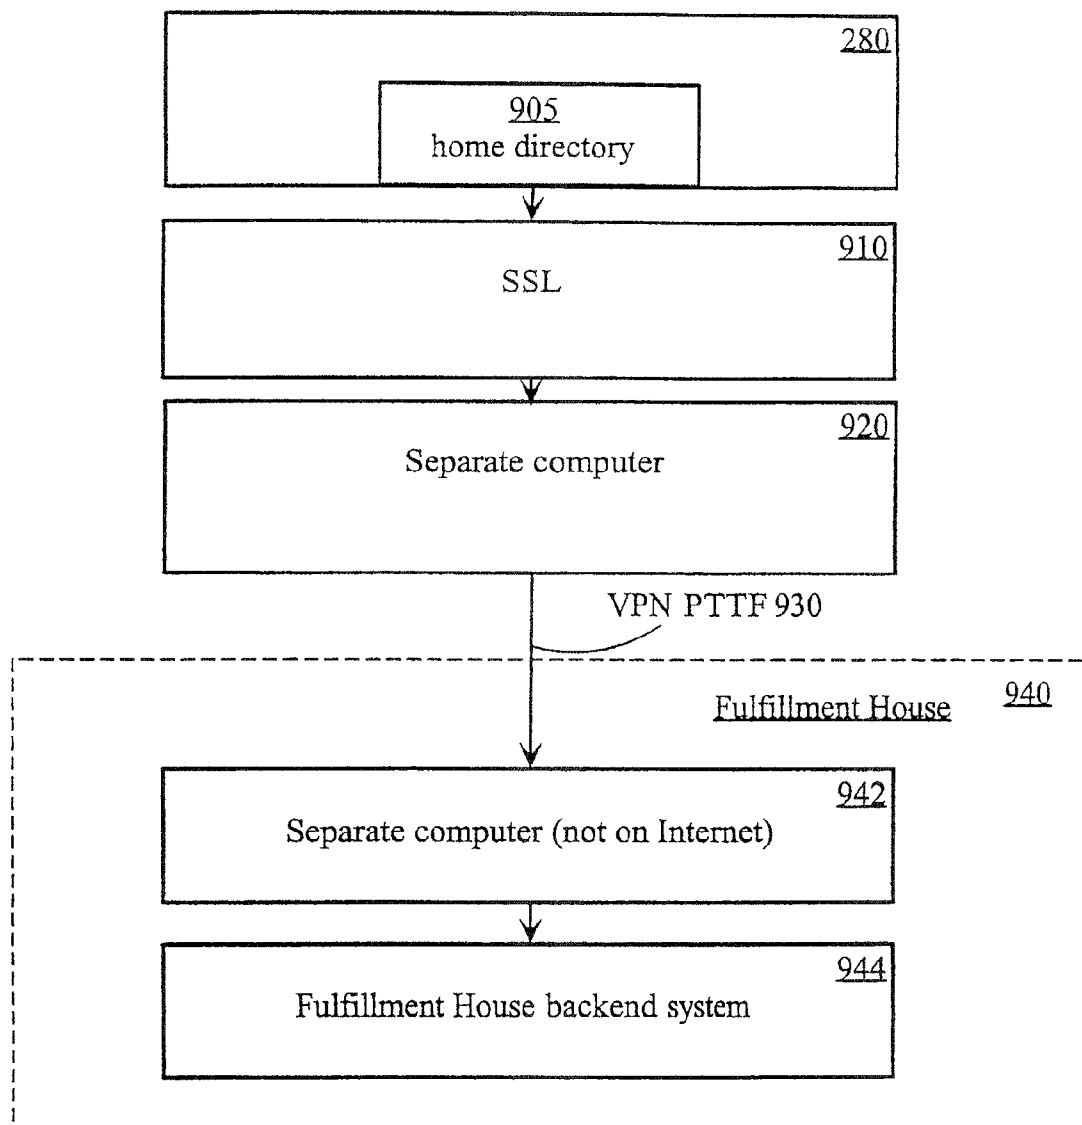 280
905
home directory
910
SSL
920
Separate computer
VPN PTTF 930
Fulfillment House 940
942
Separate computer (not on Internet)
944
Fulfillment House backend system